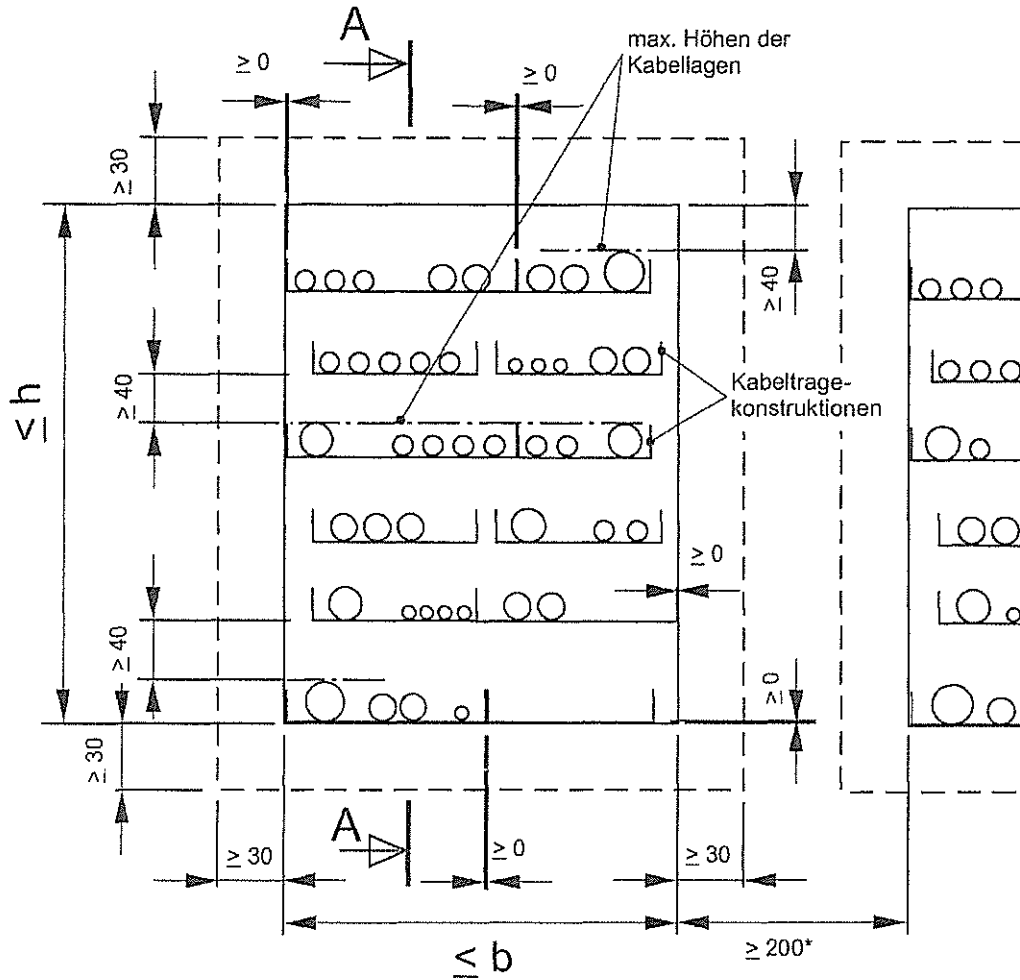 A
max. Höhen der
Kabellagen
≥ 0
≥ 0
≥ 30
≥ 40
≥ 40
≤ h
Kabeltrage-
konstruktionen
≥ 0
≥ 40
≥ 0
≥ 30
A
≥ 30
≥ 0
≥ 30
≤ b
≥ 200*